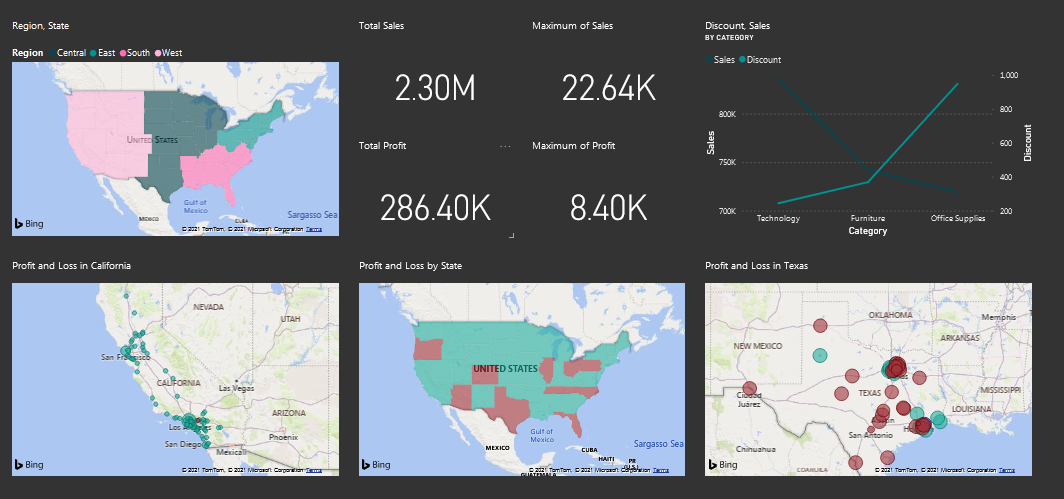 Region, State
Region Central East South West
UNITED STATES
MEXICO
Gulf of
Mexico
CUBA
Sargasso Sea
Bing
© 2021 TomTom, © 2021 Microsoft Corporation Terms
Total Sales
2.30M
Maximum of Sales
22.64K
Total Profit
...
286.40K
Maximum of Profit
8.40K
Discount, Sales
BY CATEGORY
Sales Discount
Sales
800K
750K
700K
1,000
800
600
400
200
Discount
Technology Furniture Office Supplies
Category
Profit and Loss in California
NEVADA
UTAH
San Francisco
CALIFORNIA
Las Vegas
Los Angeles
ARIZONA
San Diego
Phoenix
Mexicali
Bing
© 2021 TomTom, © 2021 Microsoft Corporation Terms
Profit and Loss by State
UNITED STATES
Gulf of
Mexico
Sargasso Sea
MEXICO
CUBA
HAITI
PR
(U.S.)
GUATEMALA
Bing
© 2021 TomTom, © 2021 Microsoft Corporation Terms
Profit and Loss in Texas
OKLAHOMA
Memphis
ARKANSAS
NEW MEXICO
Ciudad
Juárez
TEXAS
MISSISSIPPI
LOUISIANA
Austin
San Antonio
Chihuahua
COAHUILA
Bing
© 2021 TomTom, © 2021 Microsoft Corporation Terms